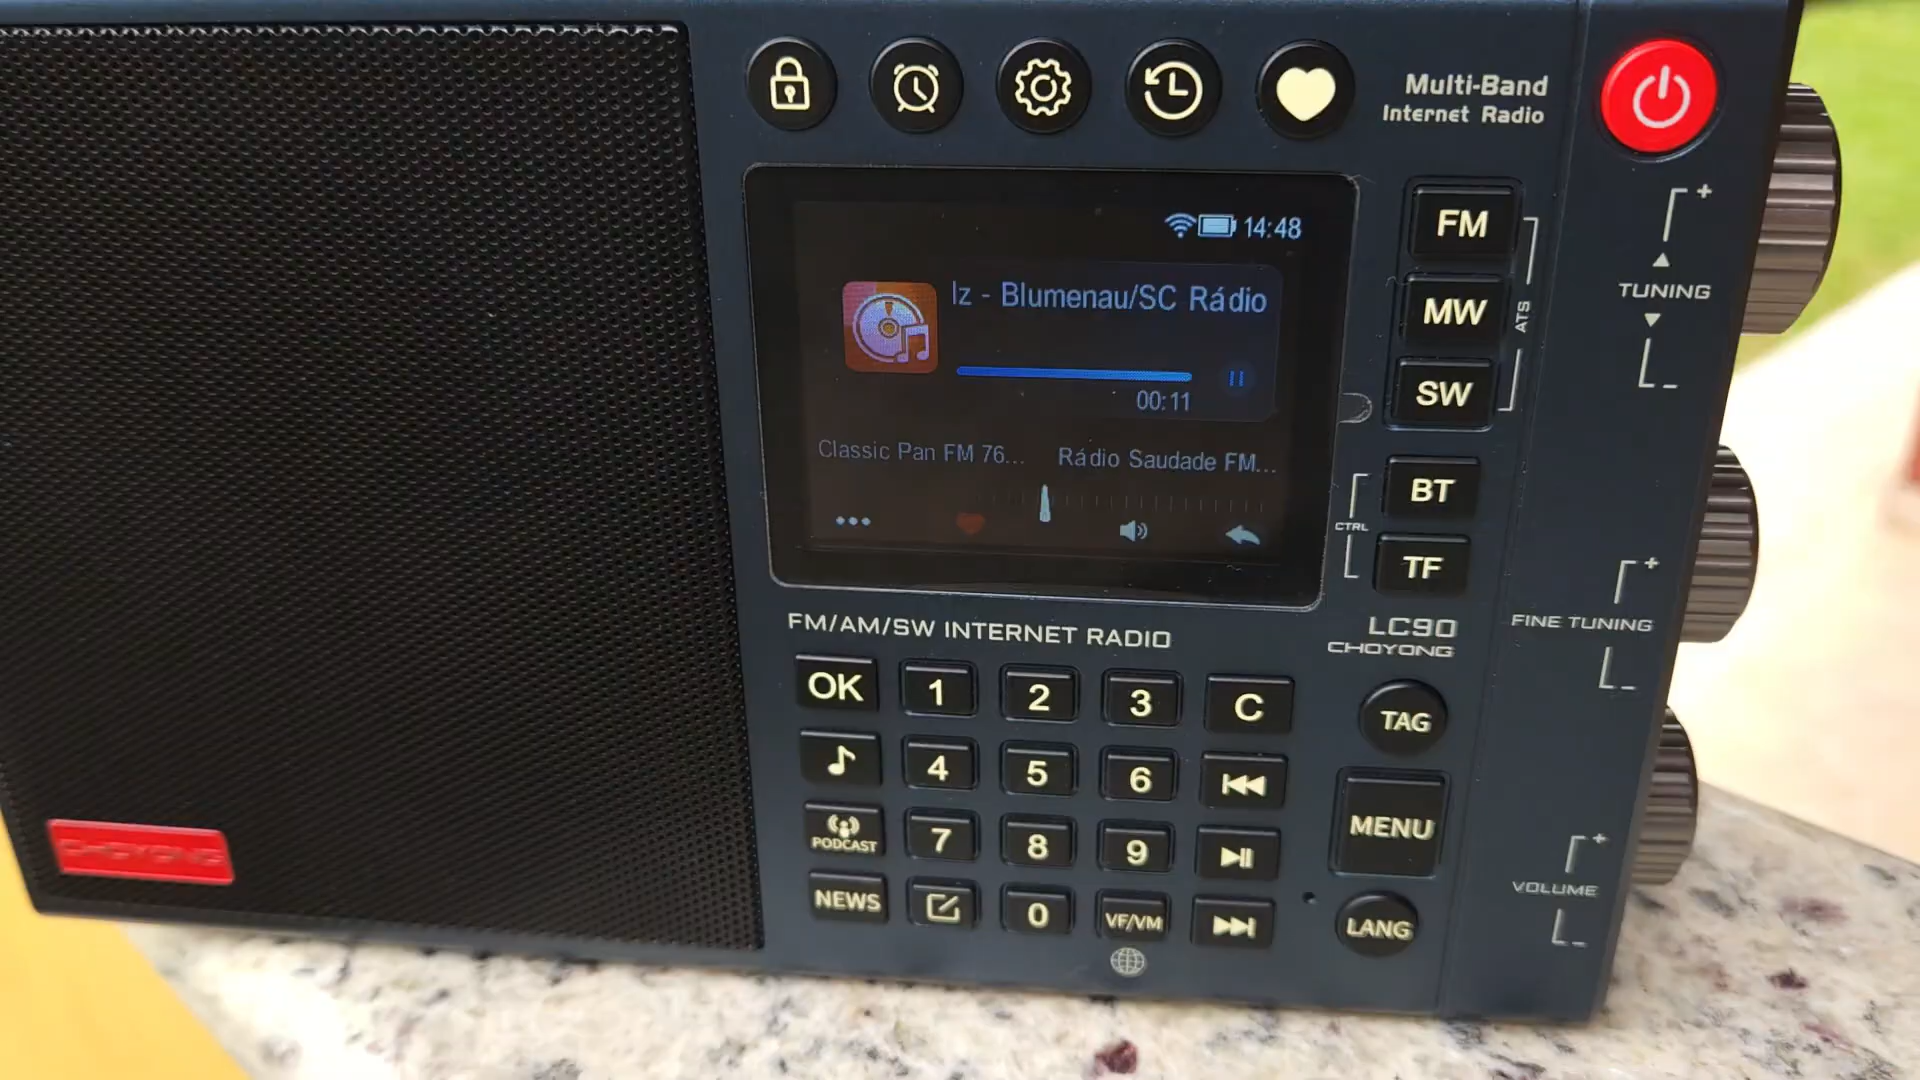 Multi-Band
Internet Radio
14:48
lz - Blumenau/SC Rádio
00:11
Classic Pan FM 76...
Rádio Saudade FM...
FM
MW
SW
ATS
BT
TF
CTRL
+
TUNING
-
+
FINE TUNING
-
+
VOLUME
-
FM/AM/SW INTERNET RADIO
LC90
CHOYONG
OK 1 2 3 C
4 5 6
PODCAST 7 8 9
NEWS 0 VF/VM
TAG
MENU
LANG
CHOYONG